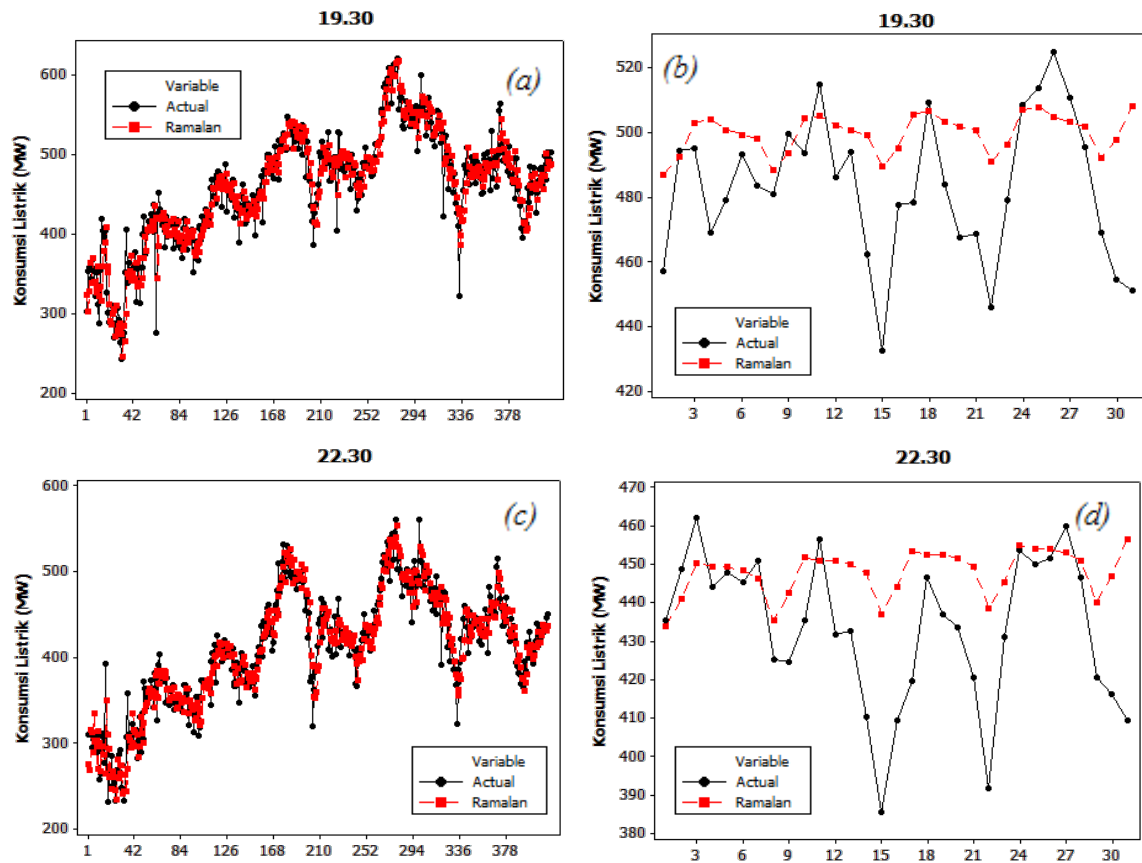 19.30
Konsumsi Listrik (MW)
600
500
400
300
200
1 42 84 126 168 210 252 294 336 378
Variable
Actual
Ramalan
(a)
19.30
Konsumsi Listrik (MW)
520
500
480
460
440
420
3 6 9 12 15 18 21 24 27 30
Variable
Actual
Ramalan
(b)
22.30
Konsumsi Listrik (MW)
600
500
400
300
200
1 42 84 126 168 210 252 294 336 378
Variable
Actual
Ramalan
(c)
22.30
Konsumsi Listrik (MW)
470
460
450
440
430
420
410
400
390
380
3 6 9 12 15 18 21 24 27 30
Variable
Actual
Ramalan
(d)